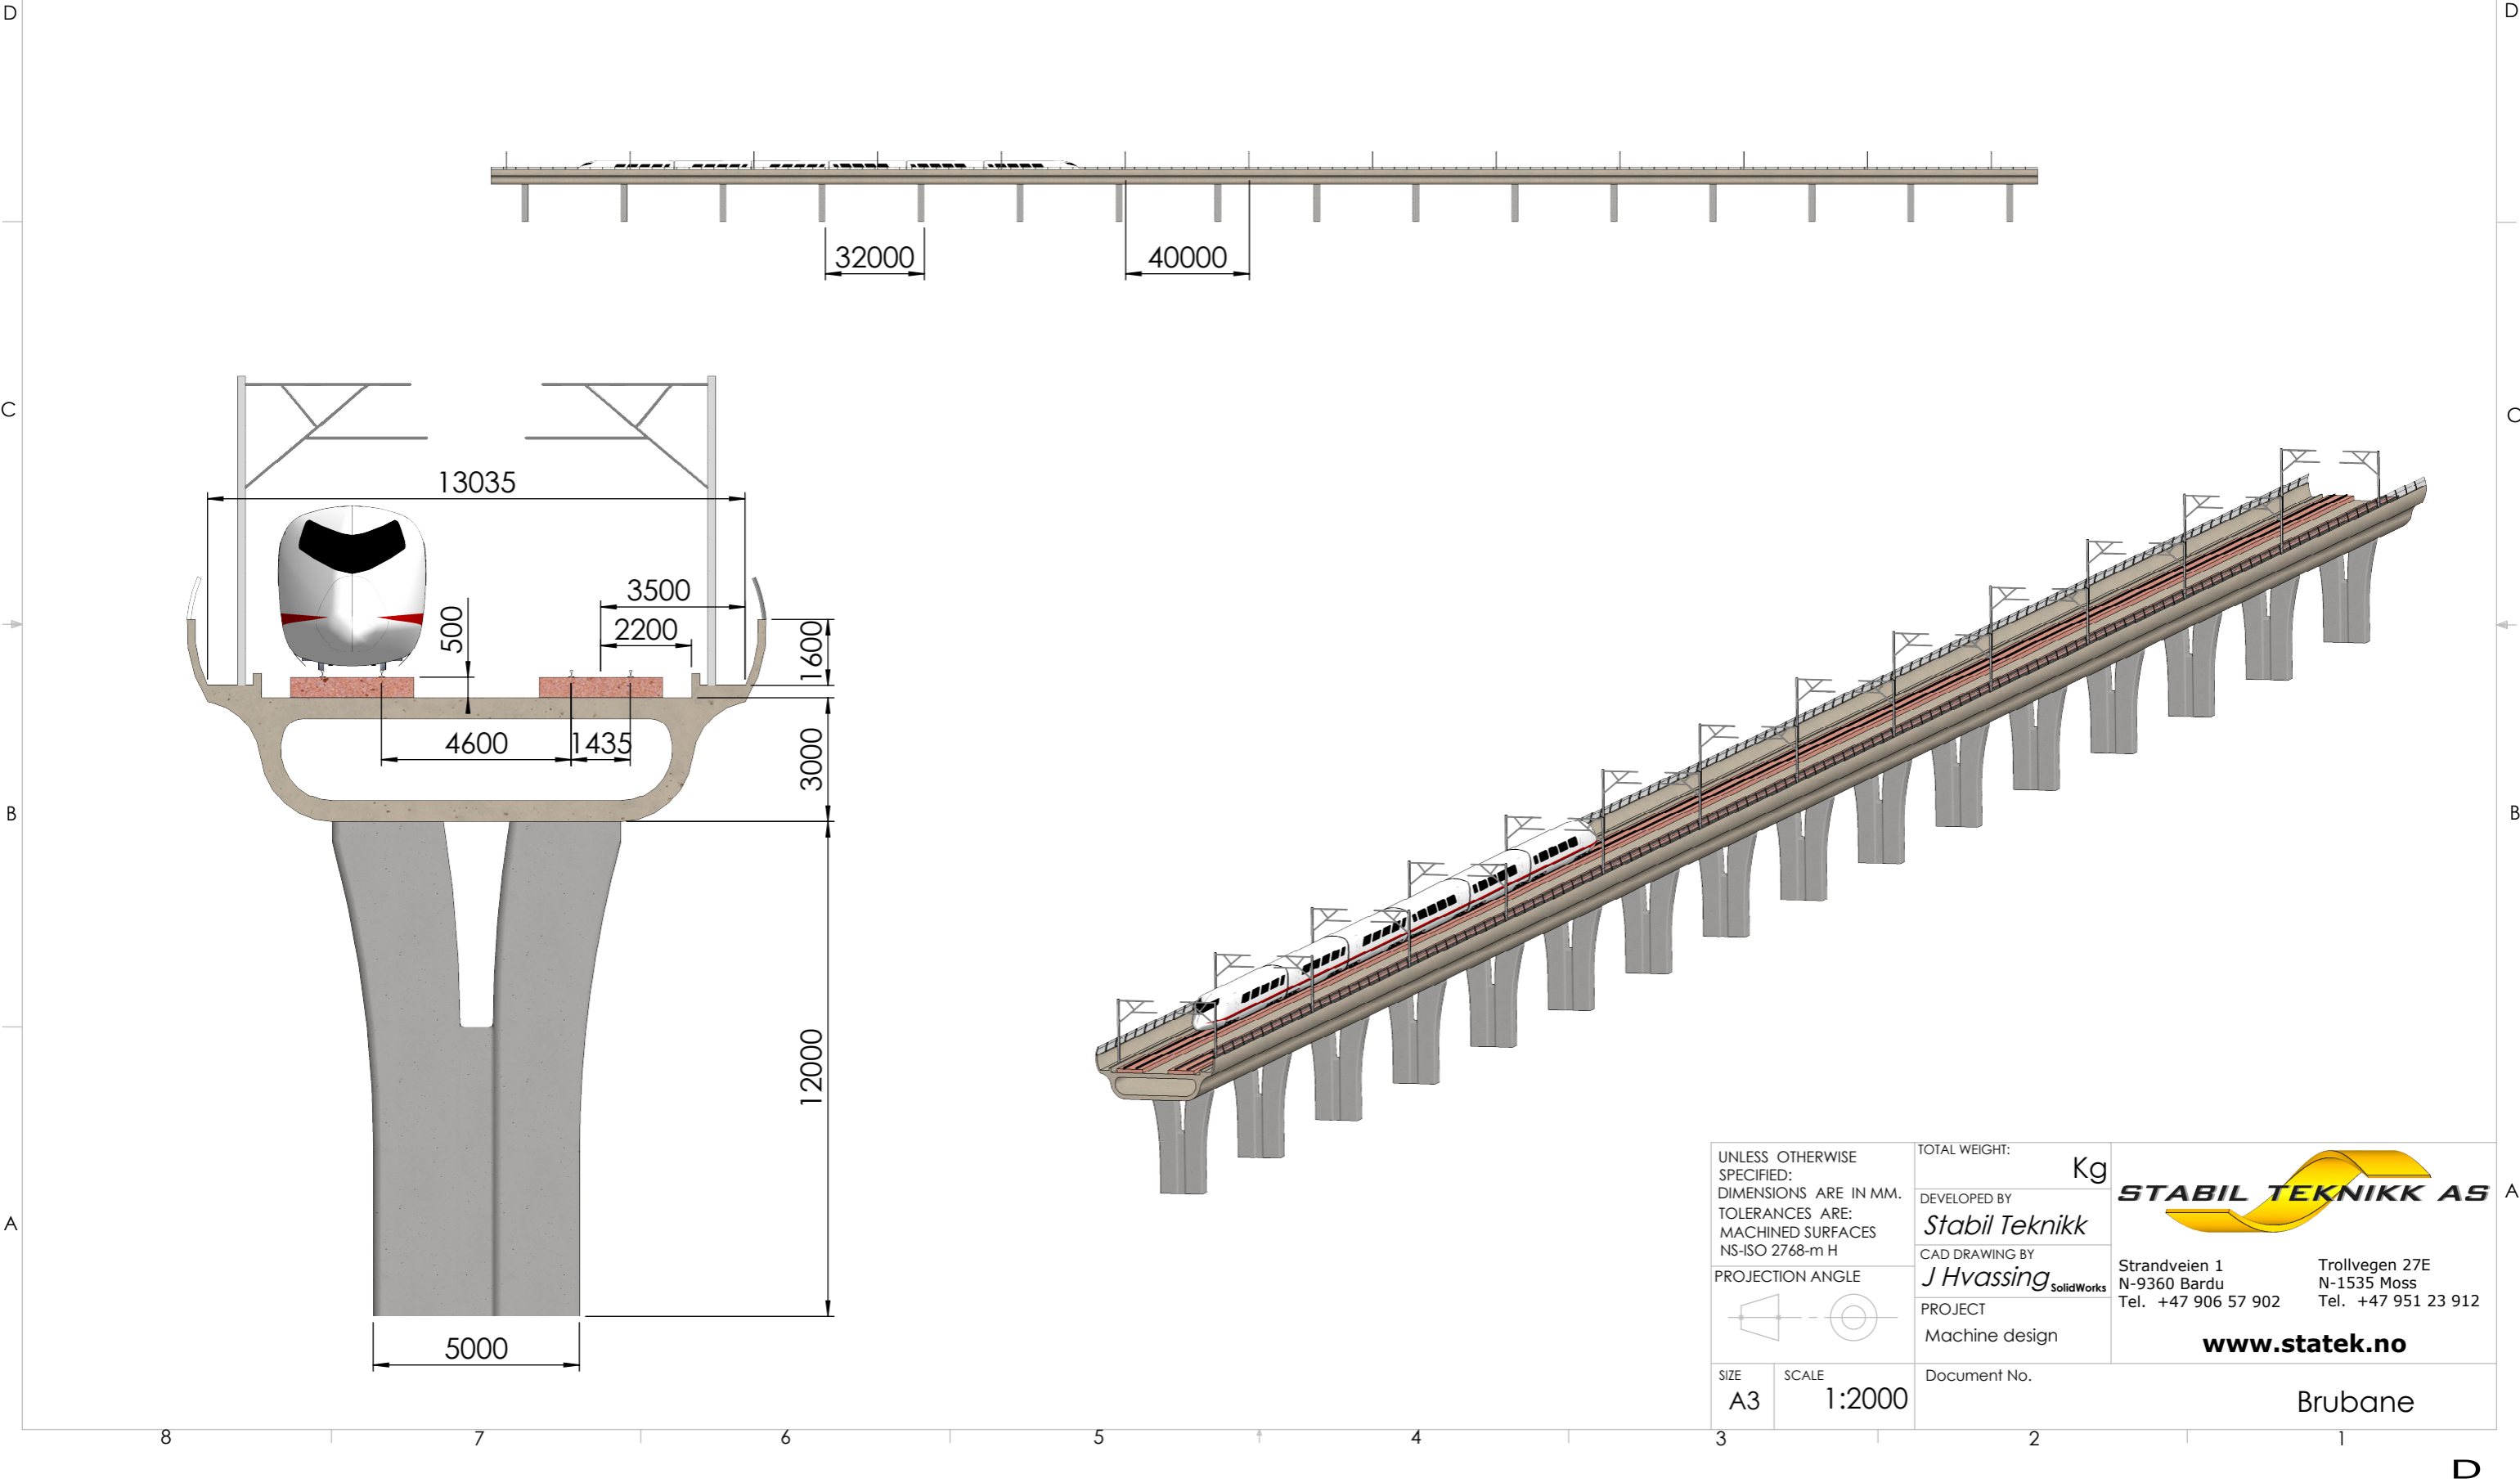 D
D
32000
40000
C
C
13035
3500
500
2200
1600
4600
1435
3000
B
B
12000
5000
A
A
UNLESS OTHERWISE
SPECIFIED:
DIMENSIONS ARE IN MM.
TOLERANCES ARE:
MACHINED SURFACES
NS-ISO 2768-m H
PROJECTION ANGLE
SIZE
A3
SCALE
1:2000
TOTAL WEIGHT:
Kg
DEVELOPED BY
Stabil Teknikk
CAD DRAWING BY
J Hvassing SolidWorks
PROJECT
Machine design
Document No.
Brubane
STABIL TEKNIKK AS
Strandveien 1
N-9360 Bardu
Tel. +47 906 57 902
Trollvegen 27E
N-1535 Moss
Tel. +47 951 23 912
www.statek.no
8
7
6
5
4
3
2
1
D